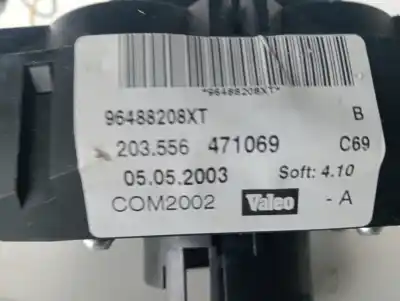 *96488208XT*
96488208XT B
203.556 471069 C69
05.05.2003 Soft: 4.10
COM2002 Valeo - A